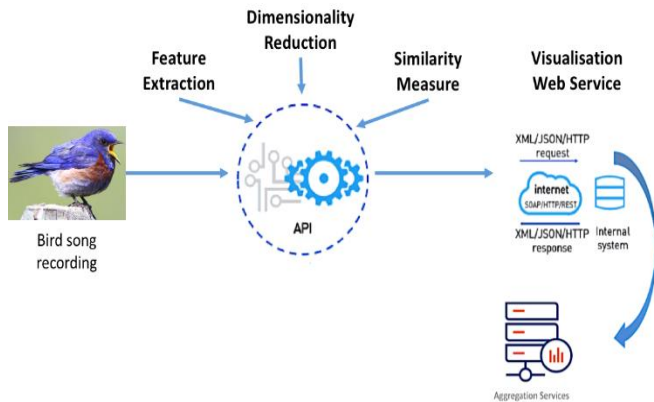 Dimensionality
Reduction
Feature
Extraction
Similarity
Measure
Visualisation
Web Service
XML/JSON/HTTP
request
internet
SOAP/HTTP/REST
XML/JSON/HTTP
response
Internal
system
API
Bird song
recording
Aggregation Services